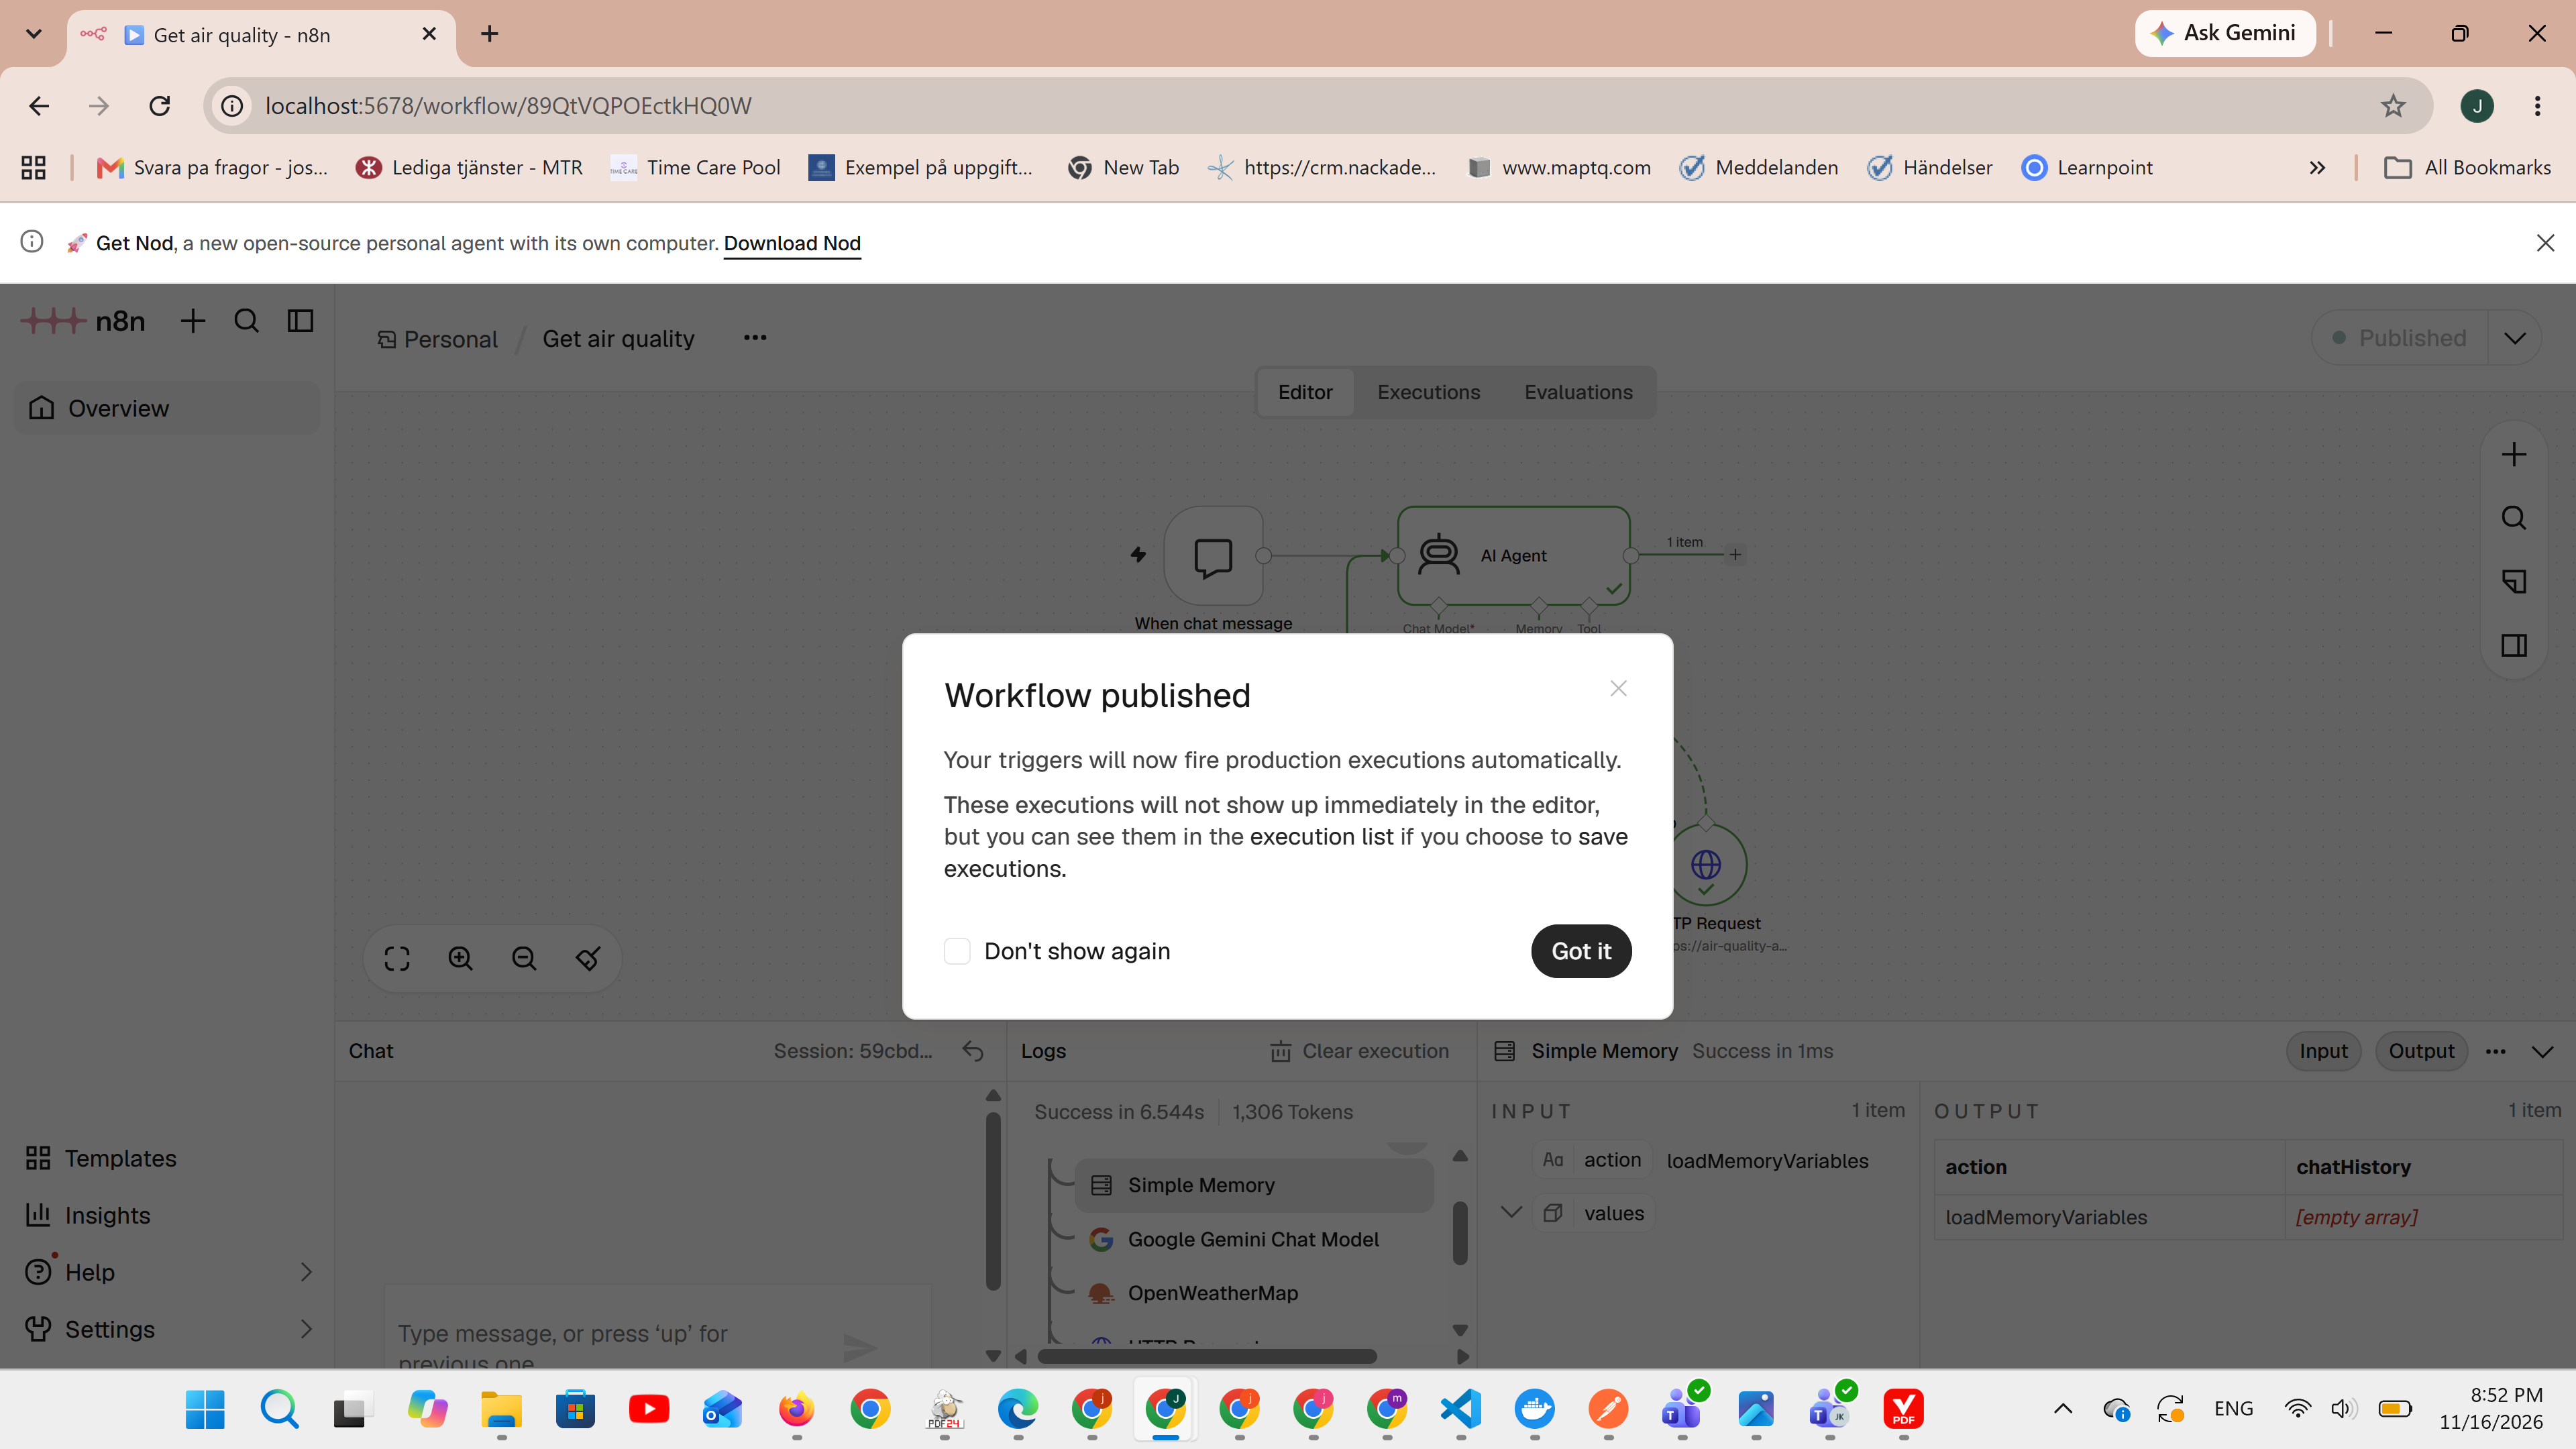 Get air quality - n8n
Ask Gemini
localhost:5678/workflow/89QtVQPOEctkHQ0W
J
Svara pa fragor - jos...
Lediga tjänster - MTR
TIME CARE
Time Care Pool
Exempel på uppgift...
New Tab
https://crm.nackade...
www.maptq.com
Meddelanden
Händelser
Learnpoint
All Bookmarks
Get Nod, a new open-source personal agent with its own computer. Download Nod
n8n
Personal / Get air quality
Published
Overview
Editor
Executions
Evaluations
AI Agent
1 item
When chat message
Chat Model*
Memory
Tool
Workflow published
Your triggers will now fire production executions automatically.
These executions will not show up immediately in the editor,
but you can see them in the execution list if you choose to save
executions.
Don't show again
Got it
TP Request
ps://air-quality-a...
Chat
Session: 59cbd...
Logs
Clear execution
Simple Memory Success in 1ms
Input
Output
Success in 6.544s
1,306 Tokens
INPUT
1 item
OUTPUT
1 item
Aa action loadMemoryVariables
values
action
chatHistory
loadMemoryVariables
[empty array]
Simple Memory
Google Gemini Chat Model
OpenWeatherMap
Type message, or press ‘up’ for
previous one
Templates
Insights
Help
Settings
PDF24
j
J
j
j
m
JK
PDF
ENG
8:52 PM
11/16/2026